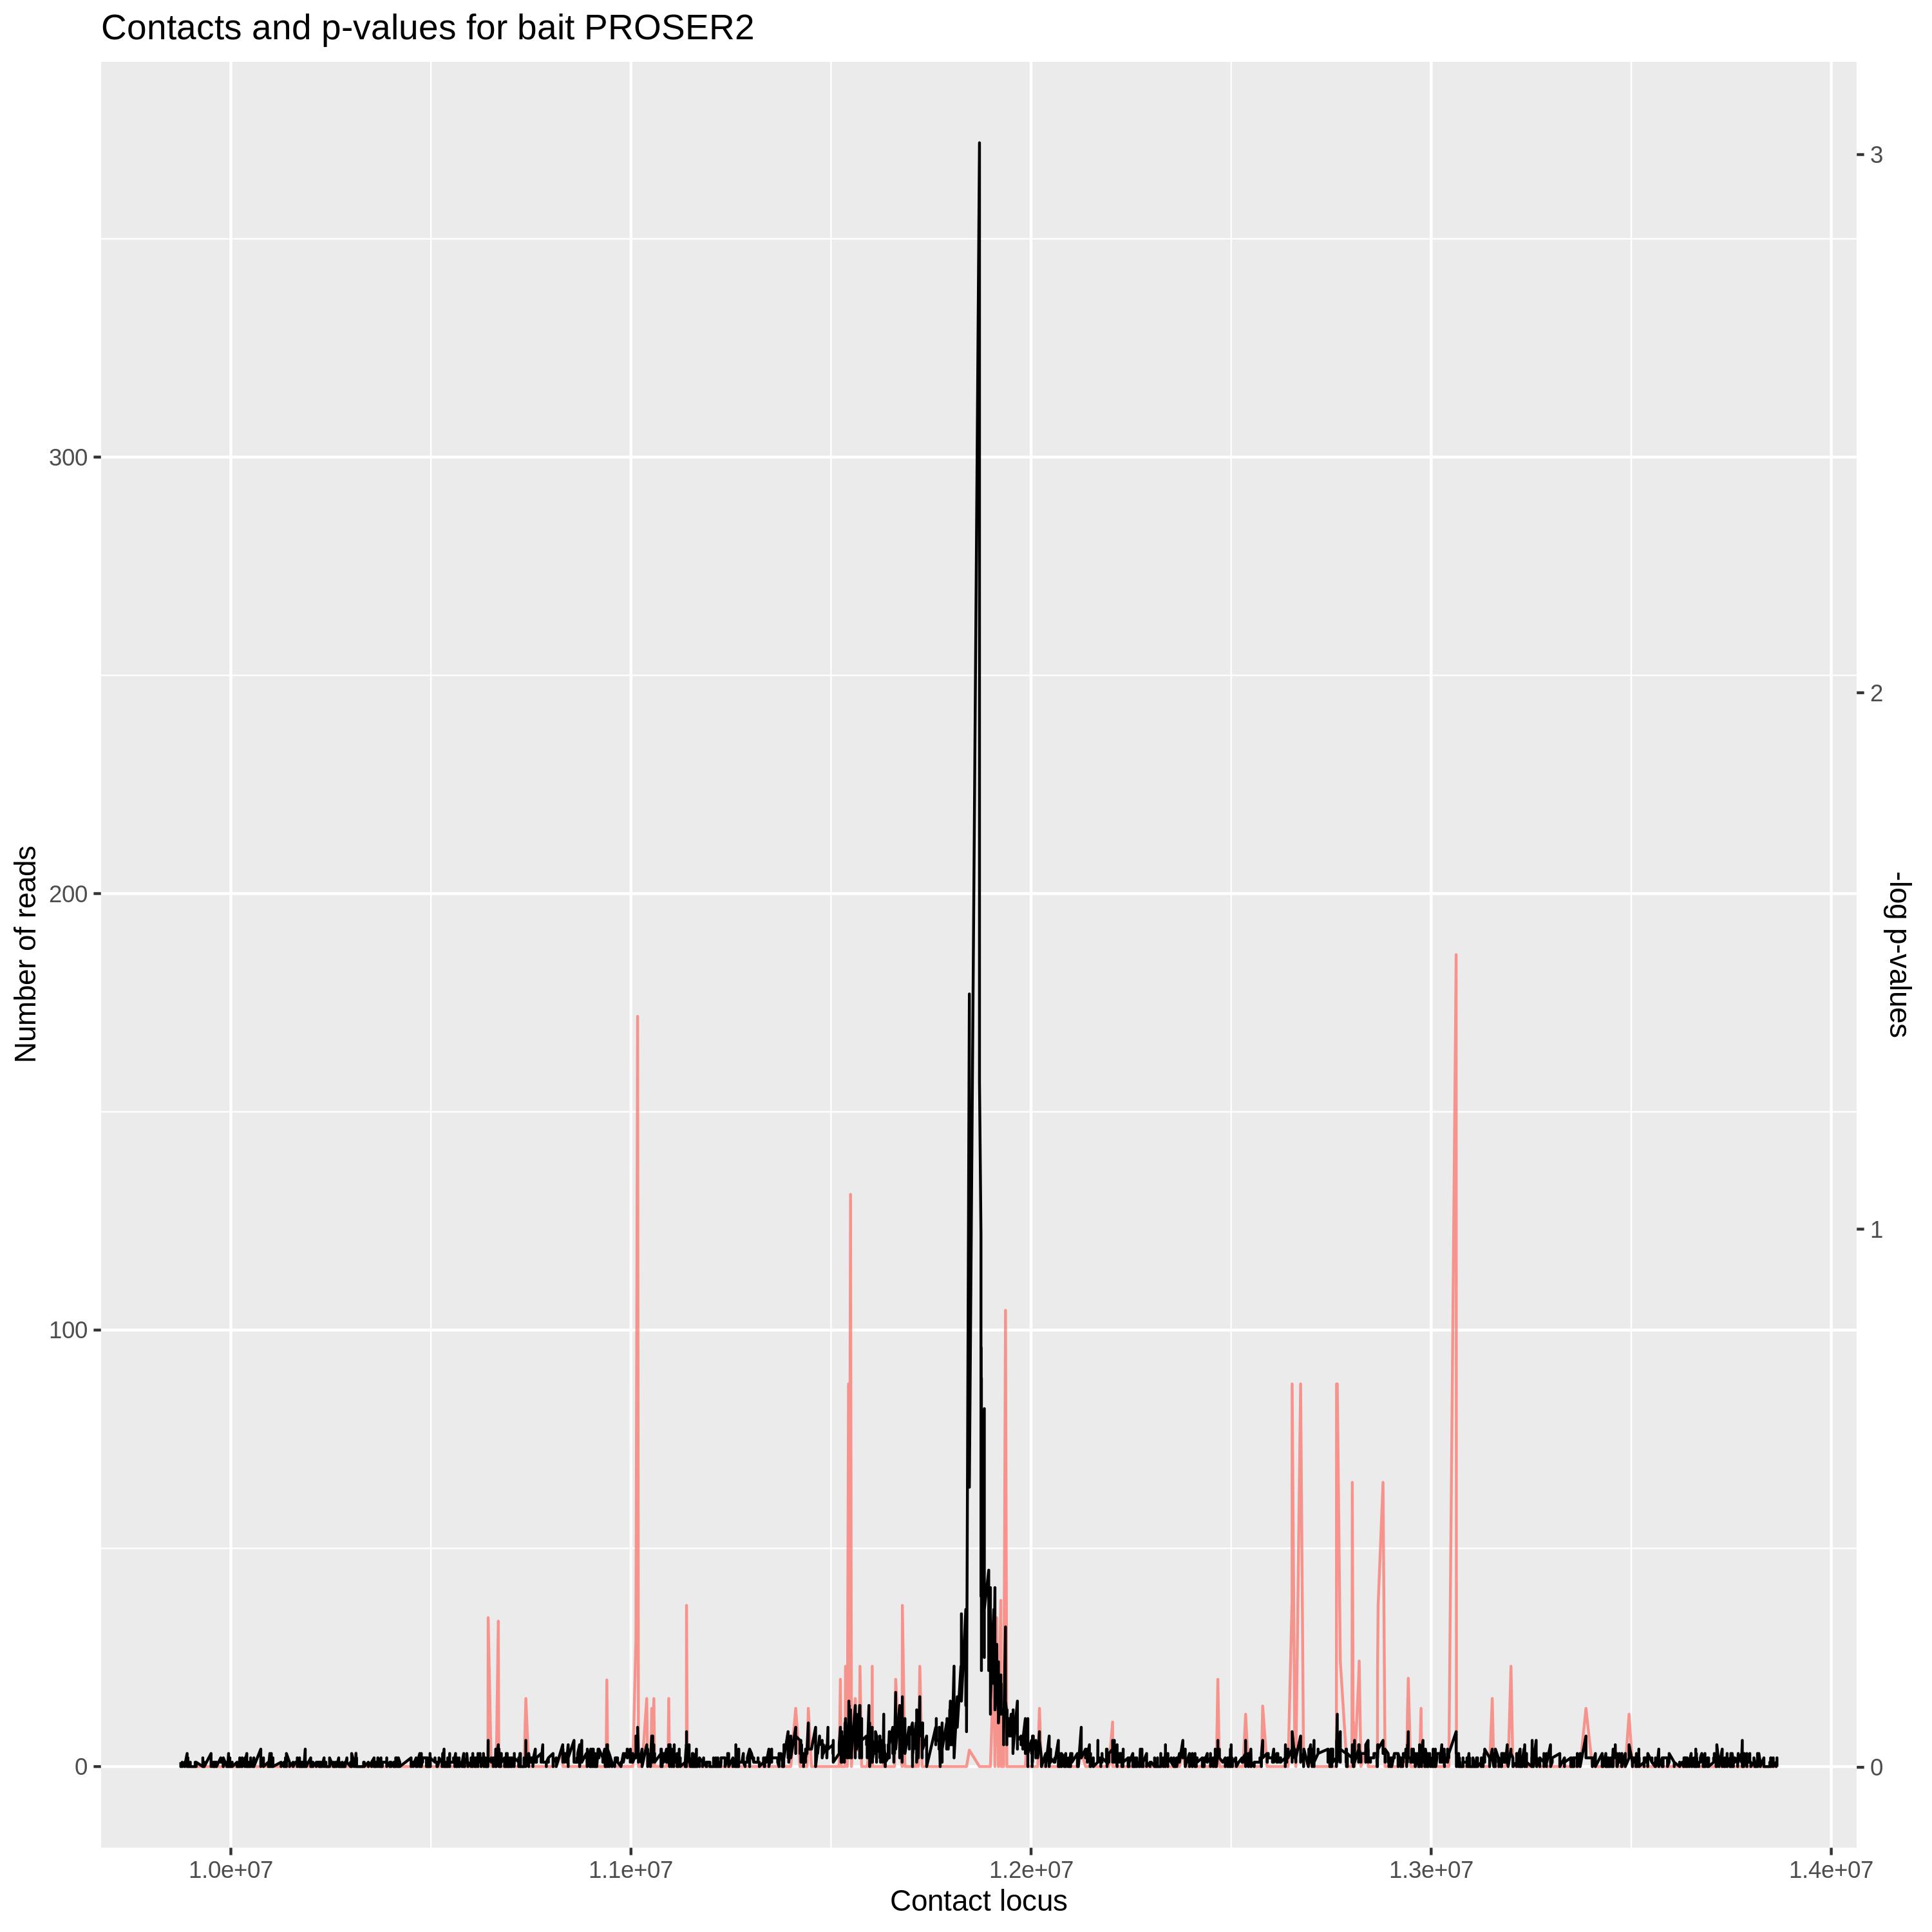 Contacts and p-values for bait PROSER2
Number of reads
300
200
100
0
3
2
1
0
-log p-values
1.0e+07 1.1e+07 1.2e+07 1.3e+07 1.4e+07
Contact locus